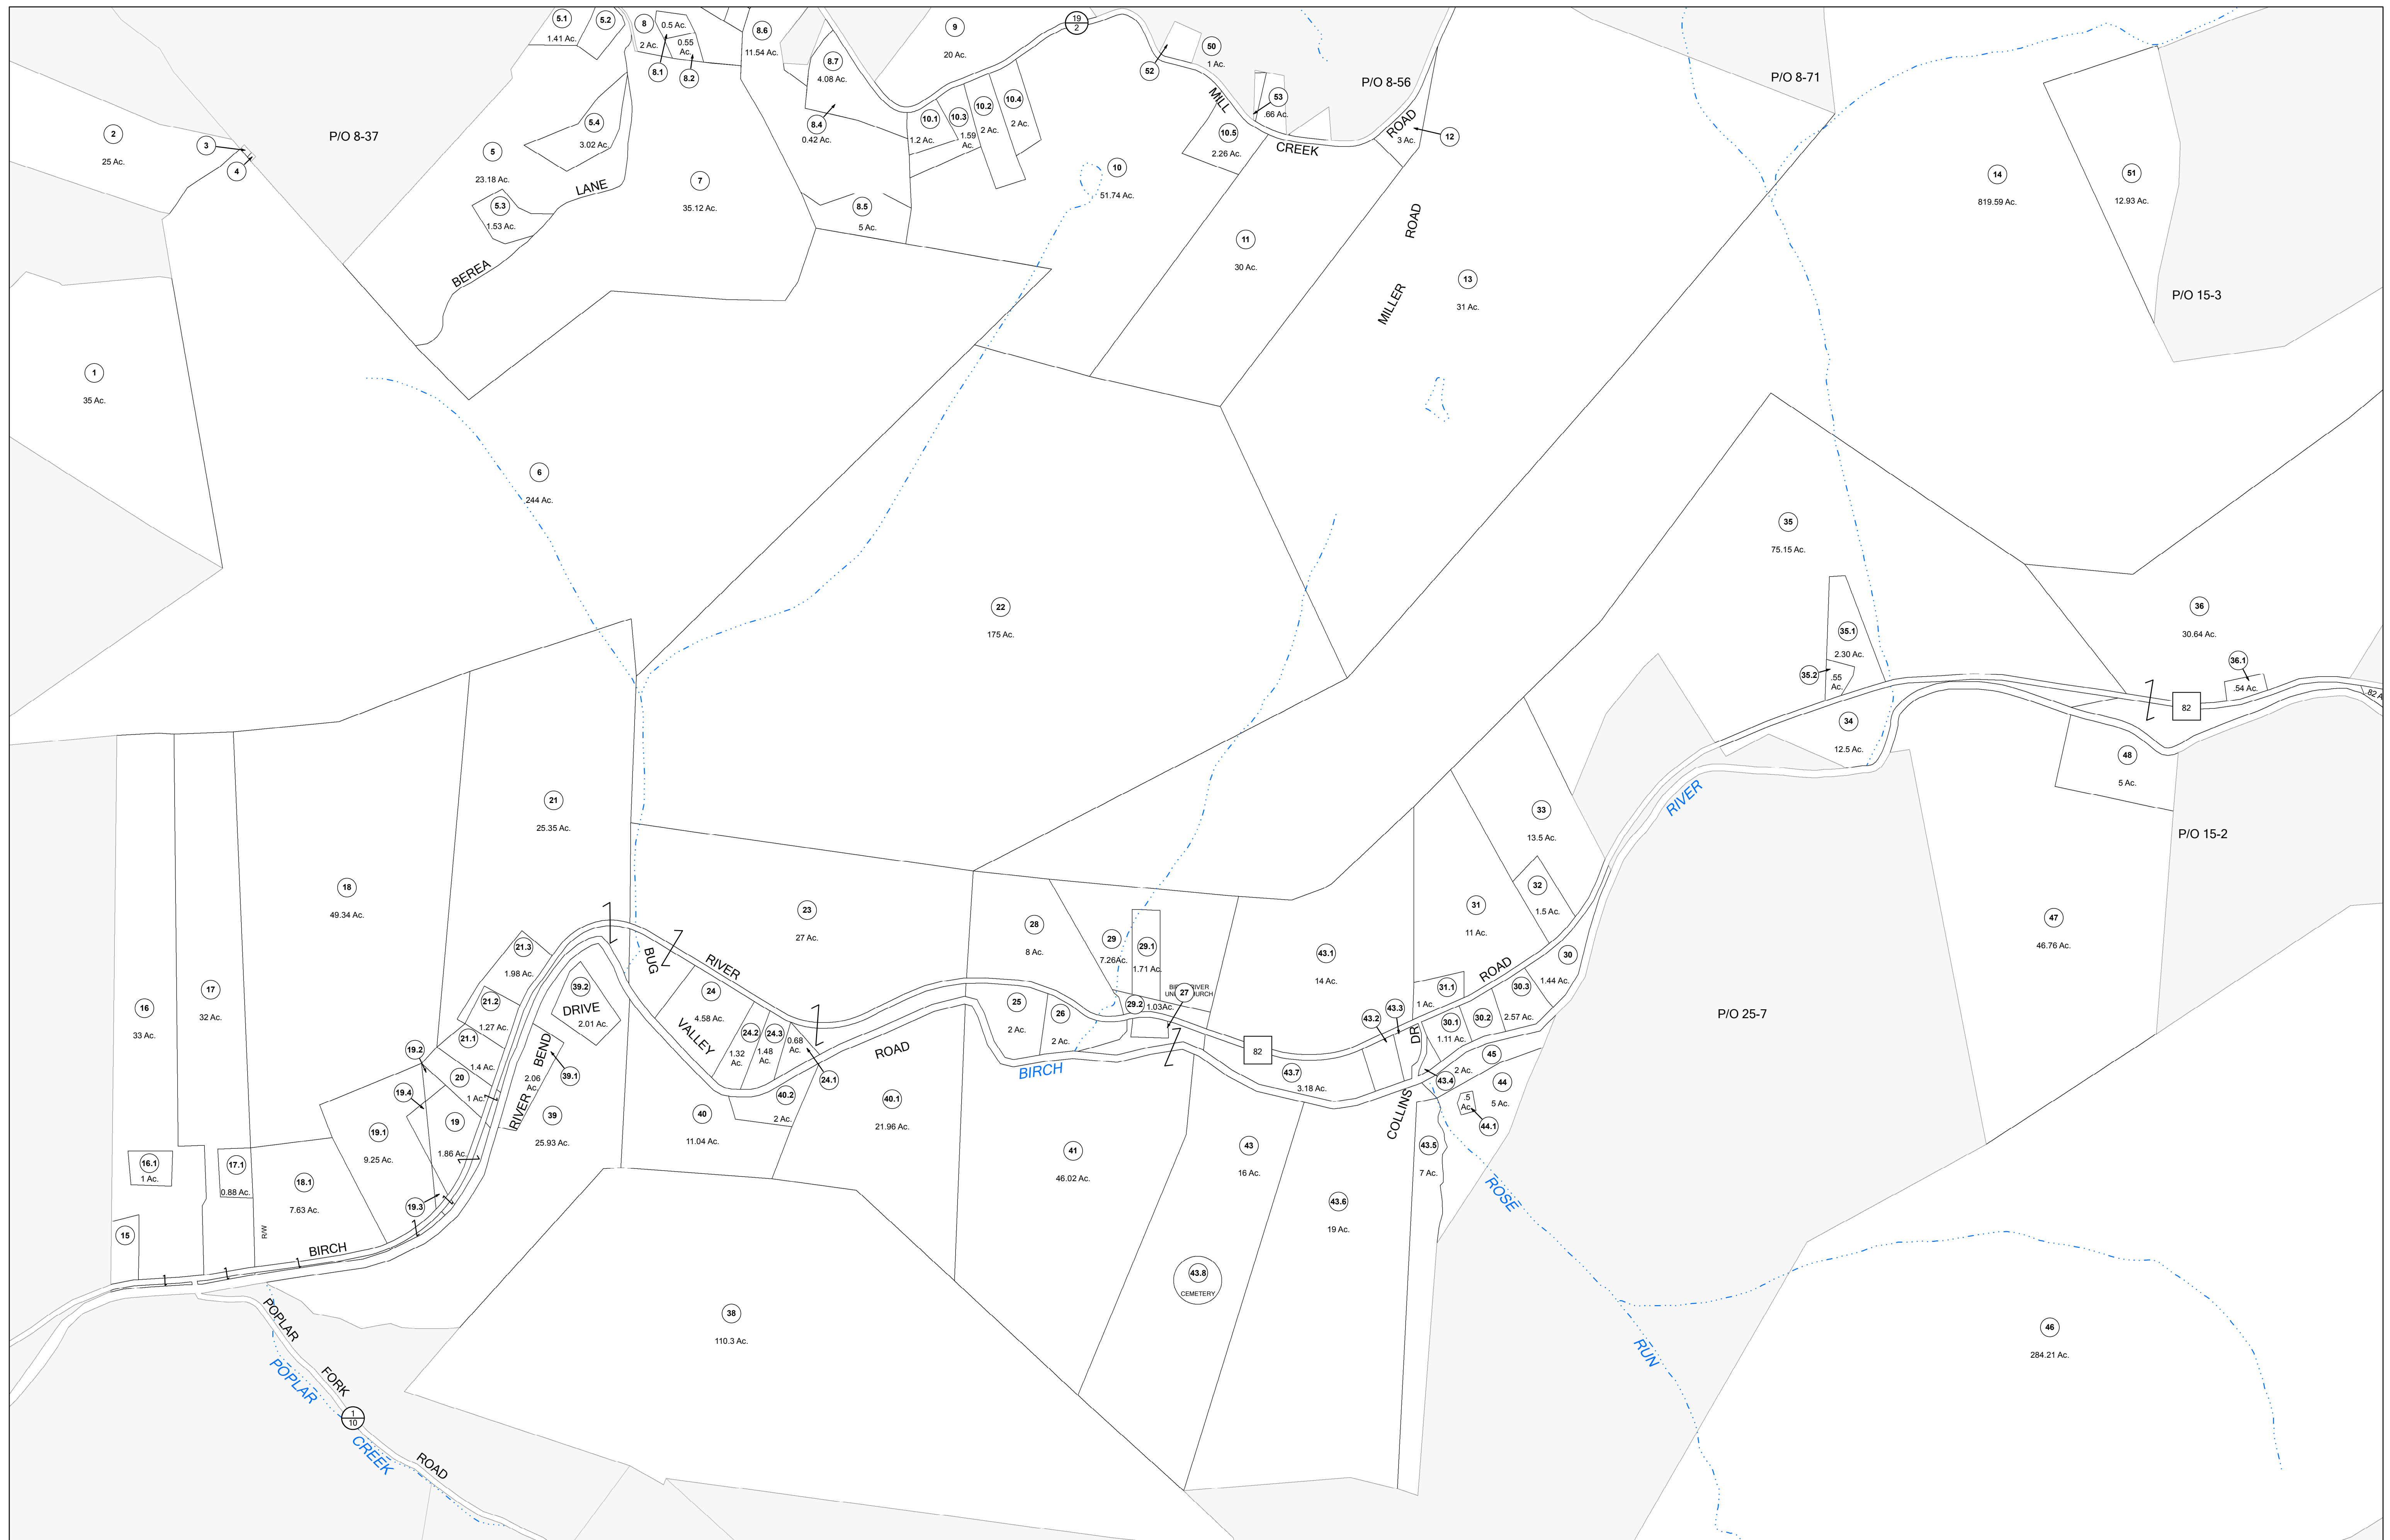 5.1
1.41 Ac.
5.2
8
2 Ac.
0.5 Ac.
0.55
Ac.
8.1
8.2
8.6
11.54 Ac.
8.7
4.08 Ac.
8.4
0.42 Ac.
9
20 Ac.
19
2
52
50
1 Ac.
53
.66 Ac.
P/O 8-56
P/O 8-71
2
25 Ac.
3
4
P/O 8-37
5
23.18 Ac.
5.4
3.02 Ac.
5.3
1.53 Ac.
BEREA
LANE
7
35.12 Ac.
8.5
5 Ac.
10.1
1.2 Ac.
10.3
1.59
Ac.
10.2
2 Ac.
10.4
2 Ac.
10
51.74 Ac.
10.5
2.26 Ac.
MILL
CREEK
ROAD
12
3 Ac.
11
30 Ac.
MILLER
ROAD
13
31 Ac.
14
819.59 Ac.
51
12.93 Ac.
P/O 15-3
1
35 Ac.
6
244 Ac.
22
175 Ac.
35
75.15 Ac.
35.1
2.30 Ac.
35.2
.55
Ac.
36
30.64 Ac.
36.1
.54 Ac.
82
82
34
12.5 Ac.
48
5 Ac.
P/O 15-2
RIVER
21
25.35 Ac.
33
13.5 Ac.
32
1.5 Ac.
18
49.34 Ac.
23
27 Ac.
28
8 Ac.
29
7.26Ac.
29.1
1.71 Ac.
29.2
1.03Ac.
27
43.1
14 Ac.
31
11 Ac.
31.1
1 Ac.
30
1.44 Ac.
30.3
2.57 Ac.
30.2
30.1
1.11 Ac.
ROAD
47
46.76 Ac.
P/O 25-7
21.3
1.98 Ac.
21.2
1.27 Ac.
21.1
1.4 Ac.
39.2
DRIVE
2.01 Ac.
BUG
RIVER
VALLEY
ROAD
24
4.58 Ac.
24.2
1.32
Ac.
24.3
1.48
Ac.
0.68
Ac.
24.1
25
2 Ac.
26
2 Ac.
BIRCH
82
43.2
43.3
DR
43.7
3.18 Ac.
43.4
45
2 Ac.
44
5 Ac.
.5
Ac.
44.1
16
33 Ac.
17
32 Ac.
19.2
20
1 Ac.
19.4
19
1.86 Ac.
19.1
9.25 Ac.
19.3
RIVER
BEND
2.06
Ac.
39.1
39
25.93 Ac.
40
11.04 Ac.
40.2
2 Ac.
40.1
21.96 Ac.
41
46.02 Ac.
43
16 Ac.
COLLINS
43.5
7 Ac.
43.6
19 Ac.
43.8
CEMETERY
ROSE
RUN
16.1
1 Ac.
17.1
0.88 Ac.
18.1
7.63 Ac.
15
R/W
BIRCH
38
110.3 Ac.
46
284.21 Ac.
POPLAR
FORK
ROAD
POPLAR
CREEK
1
10